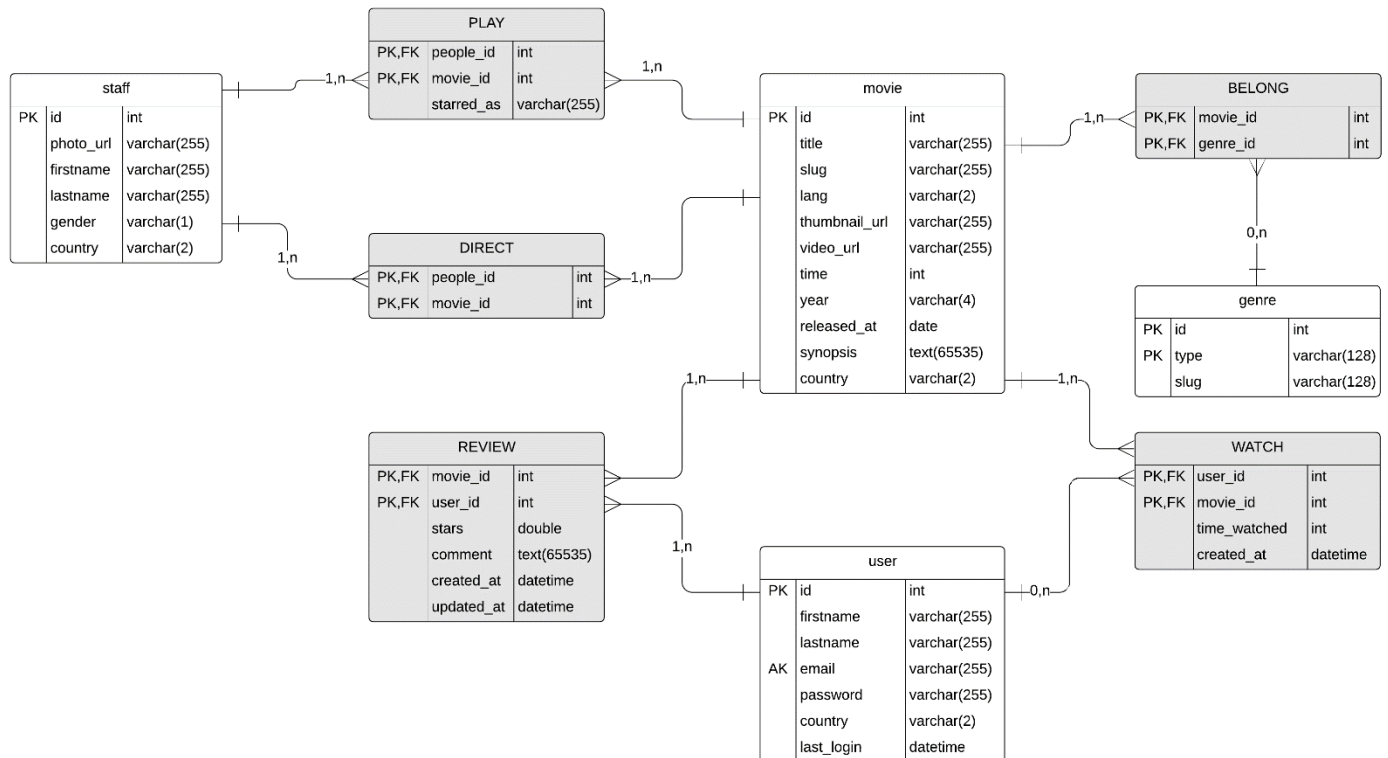 PLAY
PK,FK people_id int
PK,FK movie_id int
starred_as varchar(255)
1,n
1,n
staff
PK id int
photo_url varchar(255)
firstname varchar(255)
lastname varchar(255)
gender varchar(1)
country varchar(2)
1,n
DIRECT
PK,FK people_id int
PK,FK movie_id int
1,n
movie
PK id int
title varchar(255)
slug varchar(255)
lang varchar(2)
thumbnail_url varchar(255)
video_url varchar(255)
time int
year varchar(4)
released_at date
synopsis text(65535)
country varchar(2)
1,n
BELONG
PK,FK movie_id int
PK,FK genre_id int
0,n
genre
PK id int
PK type varchar(128)
slug varchar(128)
1,n
1,n
REVIEW
PK,FK movie_id int
PK,FK user_id int
stars double
comment text(65535)
created_at datetime
updated_at datetime
1,n
WATCH
PK,FK user_id int
PK,FK movie_id int
time_watched int
created_at datetime
0,n
user
PK id int
firstname varchar(255)
lastname varchar(255)
AK email varchar(255)
password varchar(255)
country varchar(2)
last_login datetime